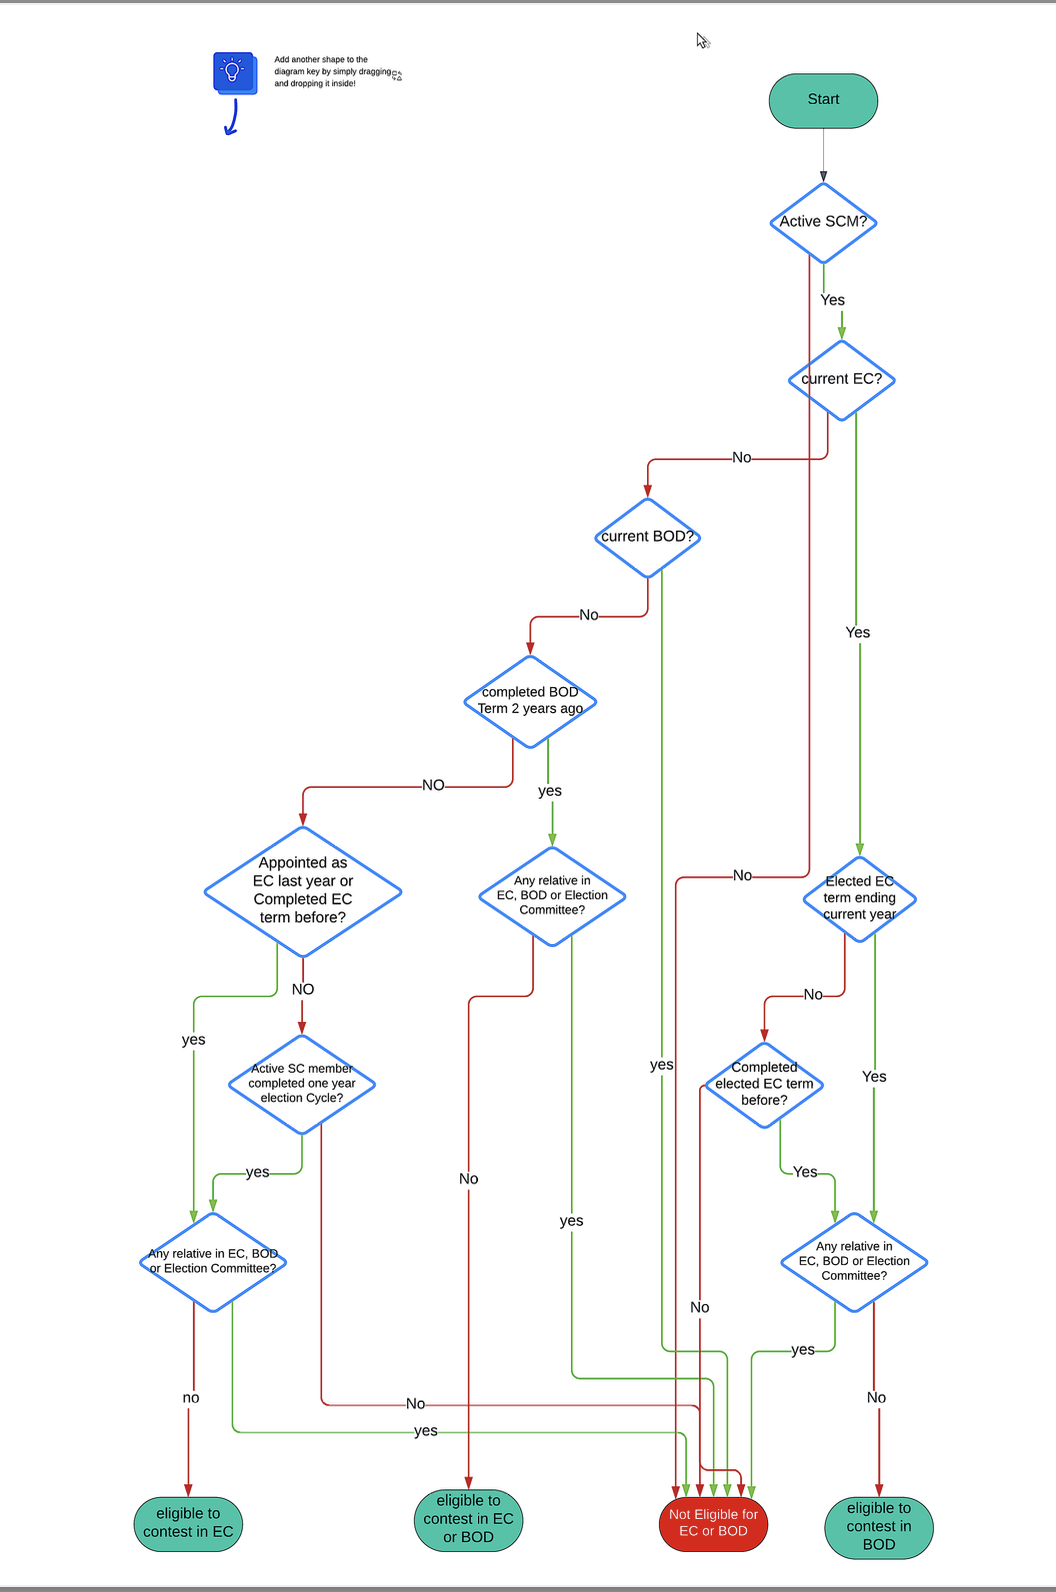 Add another shape to the
diagram key by simply dragging
and dropping it inside!
Start
Active SCM?
Yes
current EC?
No
current BOD?
No
Yes
completed BOD
Term 2 years ago
NO
yes
Appointed as
EC last year or
Completed EC
term before?
Any relative in
EC, BOD or Election
Committee?
No
Elected EC
term ending
current year
NO
No
yes
Active SC member
completed one year
election Cycle?
yes
Completed
elected EC term
before?
Yes
yes
No
Yes
yes
Any relative in EC, BOD
or Election Committee?
Any relative in
EC, BOD or Election
Committee?
No
yes
no
No
No
yes
eligible to
contest in EC
eligible to
contest in EC
or BOD
Not Eligible for
EC or BOD
eligible to
contest in
BOD